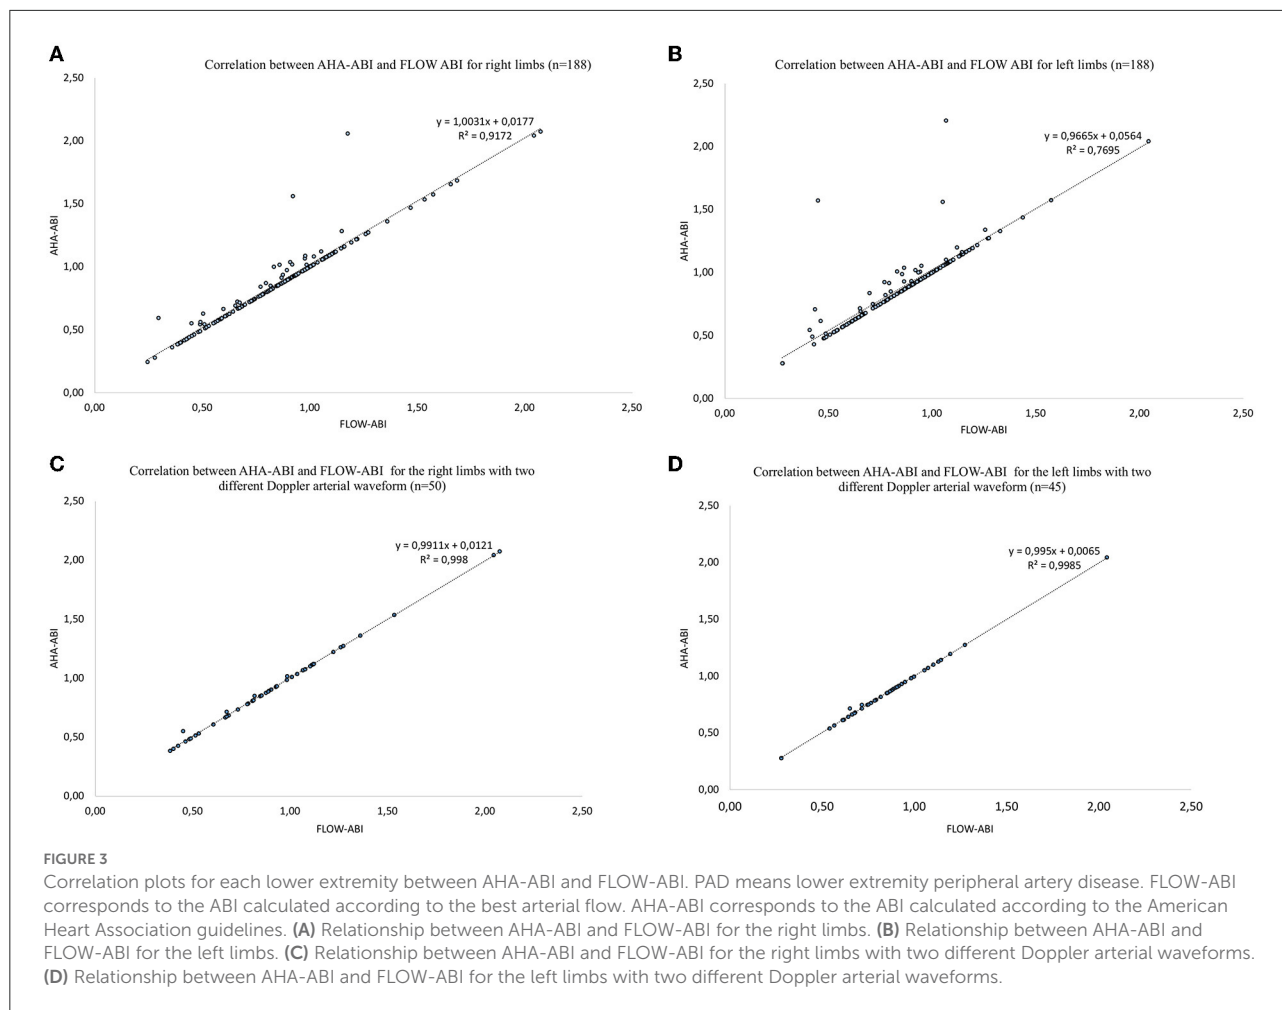 A
Correlation between AHA-ABI and FLOW ABI for right limbs (n=188)
2,50
2,00
1,50
1,00
0,50
0,00
AHA-ABI
y = 1,0031x + 0,0177
R² = 0,9172
0,00 0,50 1,00 1,50 2,00 2,50
FLOW-ABI
B
Correlation between AHA-ABI and FLOW ABI for left limbs (n=188)
2,50
2,00
1,50
1,00
0,50
0,00
AHA-ABI
y = 0,9665x + 0,0564
R² = 0,7695
0,00 0,50 1,00 1,50 2,00 2,50
FLOW-ABI
C
Correlation between AHA-ABI and FLOW-ABI for the right limbs with two
different Doppler arterial waveform (n=50)
2,50
2,00
1,50
1,00
0,50
0,00
AHA-ABI
y = 0,9911x + 0,0121
R² = 0,998
0,00 0,50 1,00 1,50 2,00 2,50
FLOW-ABI
D
Correlation between AHA-ABI and FLOW-ABI for the left limbs with two
different Doppler arterial waveform (n=45)
2,50
2,00
1,50
1,00
0,50
0,00
AHA-ABI
y = 0,995x + 0,0065
R² = 0,9985
0,00 0,50 1,00 1,50 2,00 2,50
FLOW-ABI
FIGURE 3
Correlation plots for each lower extremity between AHA-ABI and FLOW-ABI. PAD means lower extremity peripheral artery disease. FLOW-ABI
corresponds to the ABI calculated according to the best arterial flow. AHA-ABI corresponds to the ABI calculated according to the American
Heart Association guidelines. (A) Relationship between AHA-ABI and FLOW-ABI for the right limbs. (B) Relationship between AHA-ABI and
FLOW-ABI for the left limbs. (C) Relationship between AHA-ABI and FLOW-ABI for the right limbs with two different Doppler arterial waveforms.
(D) Relationship between AHA-ABI and FLOW-ABI for the left limbs with two different Doppler arterial waveforms.